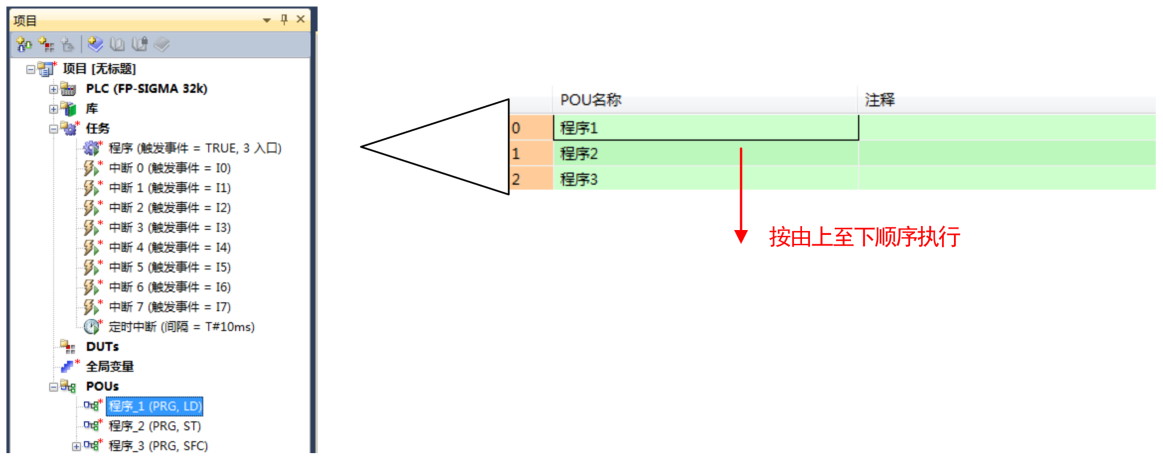 项目
项目 [无标题]
PLC (FP-SIGMA 32k)
库
任务
程序 (触发事件 = TRUE, 3 入口)
中断 0 (触发事件 = I0)
中断 1 (触发事件 = I1)
中断 2 (触发事件 = I2)
中断 3 (触发事件 = I3)
中断 4 (触发事件 = I4)
中断 5 (触发事件 = I5)
中断 6 (触发事件 = I6)
中断 7 (触发事件 = I7)
定时中断 (间隔 = T#10ms)
DUTs
全局变量
POUs
程序_1 (PRG, LD)
程序_2 (PRG, ST)
程序_3 (PRG, SFC)
POU名称 注释
0 程序1
1 程序2
2 程序3
按由上至下顺序执行